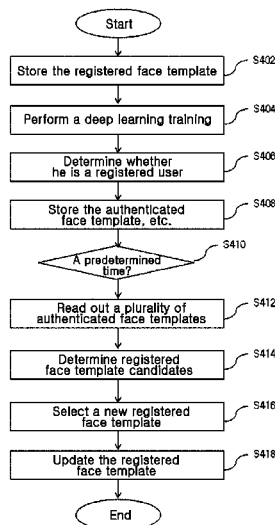 Start
S402
Store the registered face template
S404
Perform a deep learning training
S406
Determine whether
he is a registered user
S408
Store the authenticated
face template, etc.
S410
A predetermined
time?
S412
Read out a plurality of
authenticated face templates
S414
Determine registered
face template candidates
S416
Select a new registered
face template
S418
Update the registered
face template
End